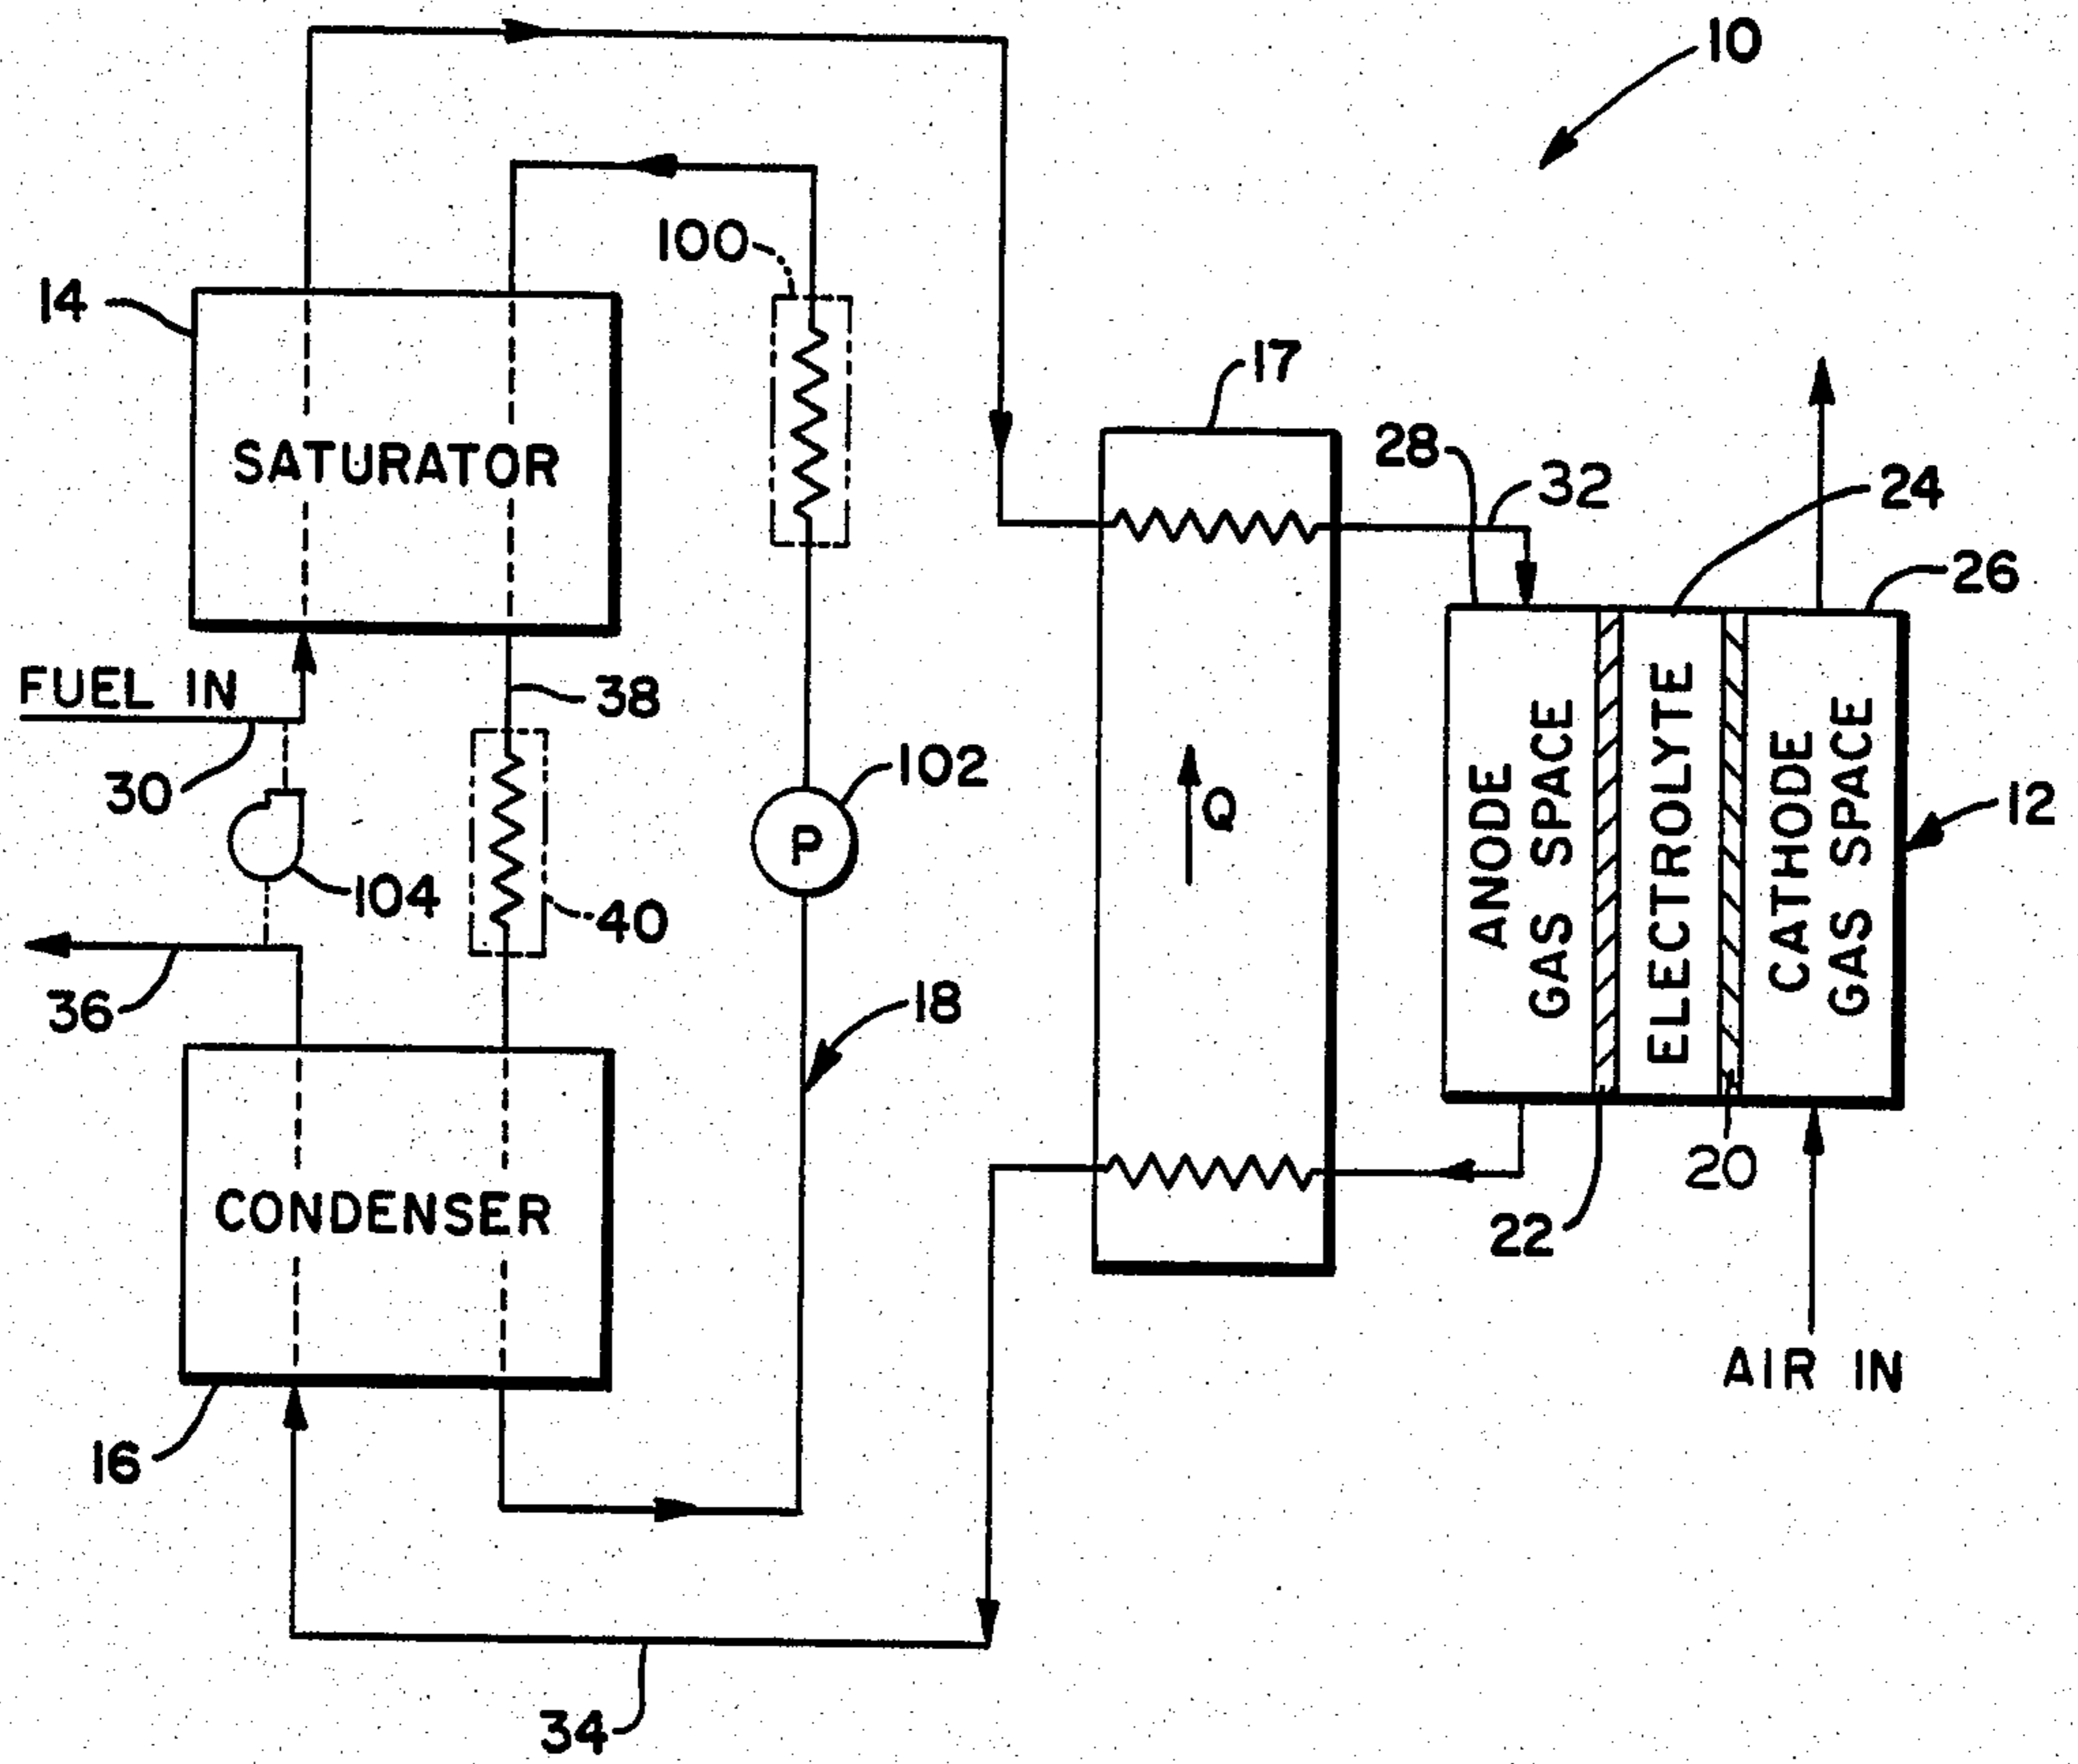 10
100
14
17
28
32
24
SATURATOR
26
FUEL IN
38
30
102
P
Q
12
ANODE
GAS SPACE
ELECTROLYTE
CATHODE
GAS SPACE
104
40
36
18
20
22
CONDENSER
AIR IN
16
34